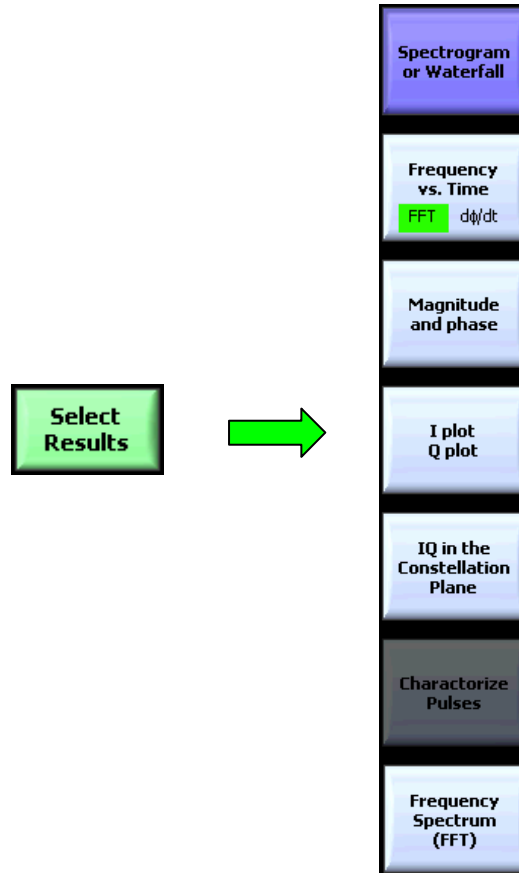 Select
Results
Spectrogram
or Waterfall
Frequency
vs. Time
FFT dϕ/dt
Magnitude
and phase
I plot
Q plot
IQ in the
Constellation
Plane
Charactorize
Pulses
Frequency
Spectrum
(FFT)